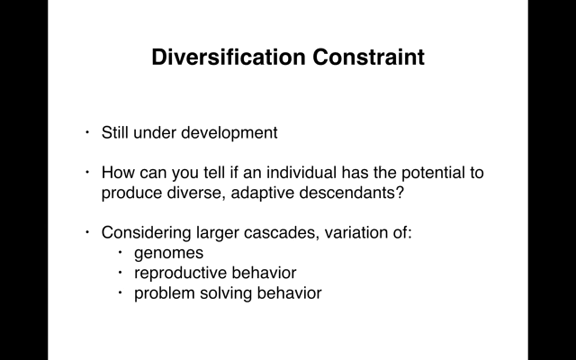 Diversification Constraint
• Still under development
• How can you tell if an individual has the potential to
produce diverse, adaptive descendants?
• Considering larger cascades, variation of:
• genomes
• reproductive behavior
• problem solving behavior